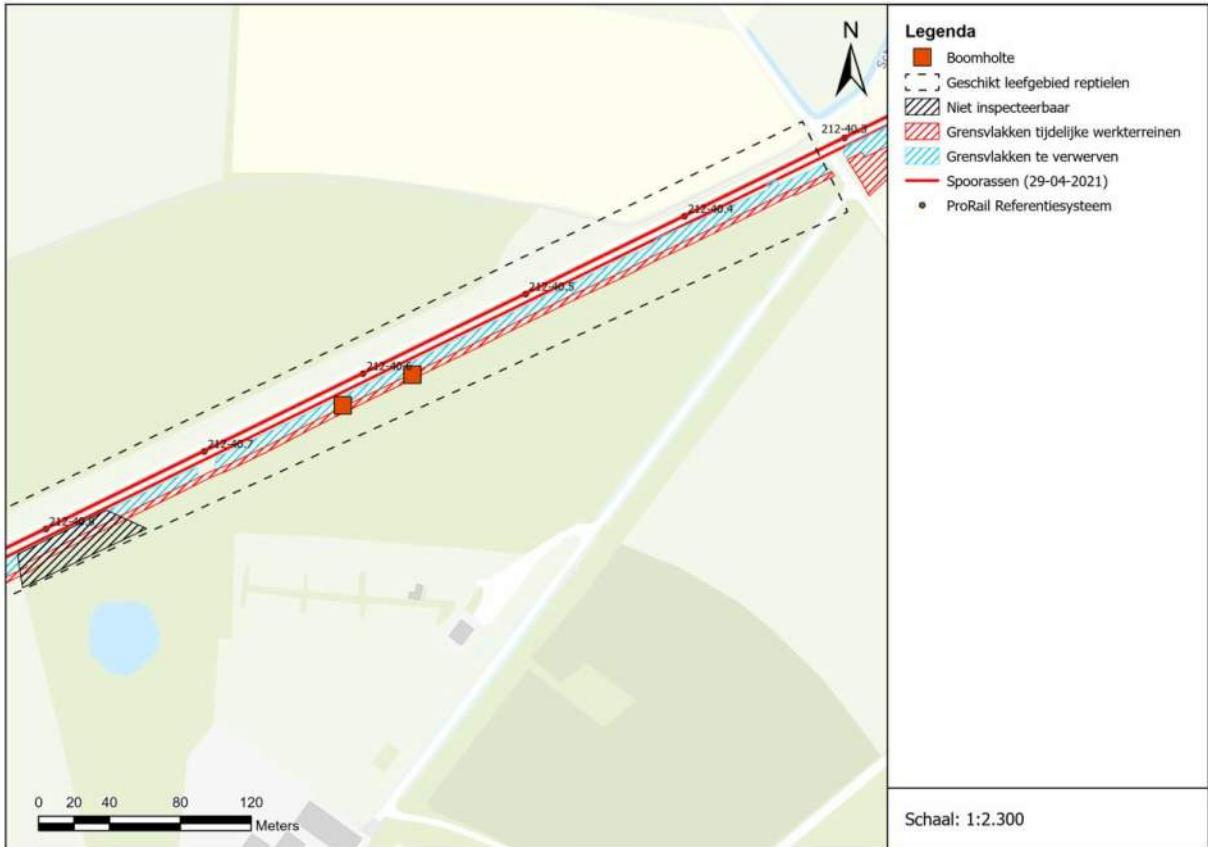 N
212-40.3
212-40.4
212-40.5
212-40.6
212-40.7
212-40.8
0 20 40 80 120
Meters
Legenda
Boomholte
Geschikt leefgebied reptielen
Niet inspecteerbaar
Grensvlakken tijdelijke werkterreinen
Grensvlakken te verwerven
Spoorassen (29-04-2021)
ProRail Referentiesysteem
Schaal: 1:2.300